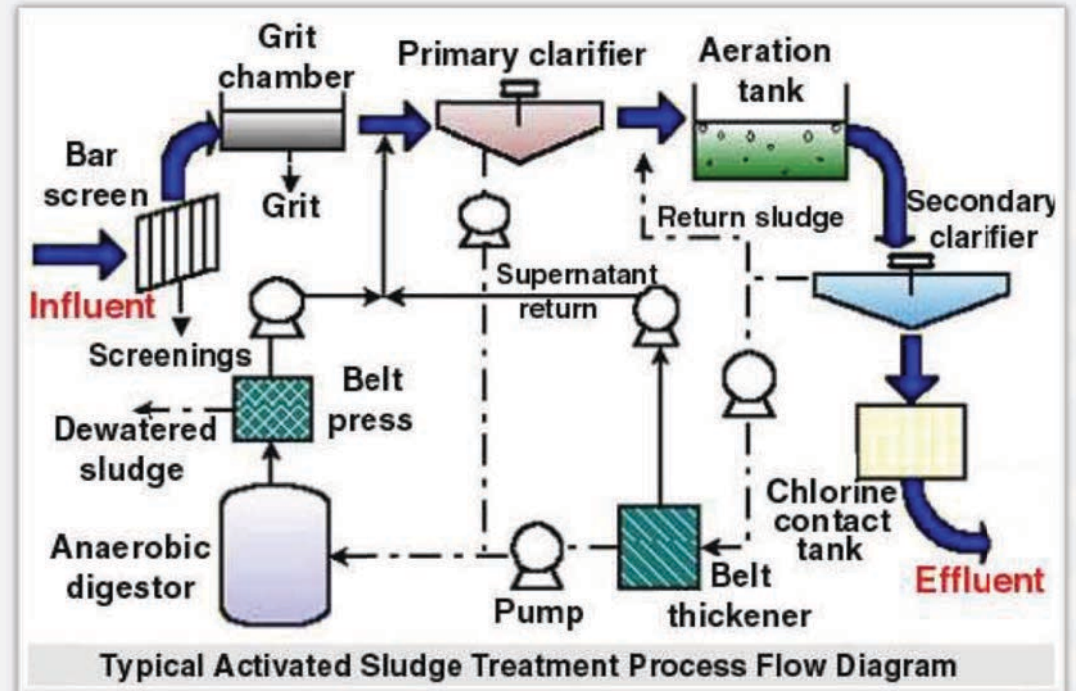 Grit
chamber
Primary clarifier
Aeration
tank
Bar
screen
Grit
Return sludge
Secondary
clarifier
Influent
Supernatant
return
Screenings
Belt
press
Dewatered
sludge
Chlorine
contact
tank
Anaerobic
digestor
Effluent
Pump
Belt
thickener
Typical Activated Sludge Treatment Process Flow Diagram